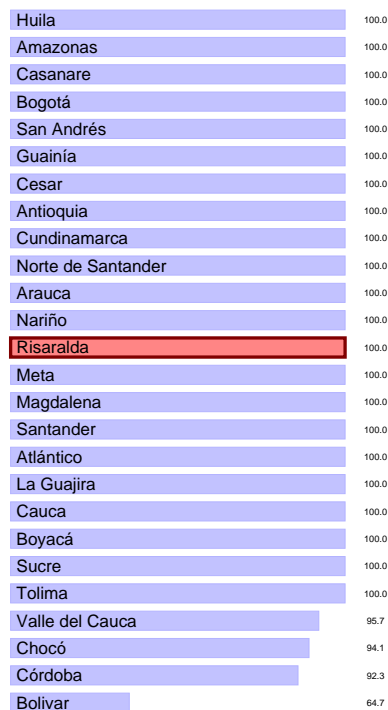 Huila 100.0
Amazonas 100.0
Casanare 100.0
Bogotá 100.0
San Andrés 100.0
Guainía 100.0
Cesar 100.0
Antioquia 100.0
Cundinamarca 100.0
Norte de Santander 100.0
Arauca 100.0
Nariño 100.0
Risaralda 100.0
Meta 100.0
Magdalena 100.0
Santander 100.0
Atlántico 100.0
La Guajira 100.0
Cauca 100.0
Boyacá 100.0
Sucre 100.0
Tolima 100.0
Valle del Cauca 95.7
Chocó 94.1
Córdoba 92.3
Bolivar 64.7